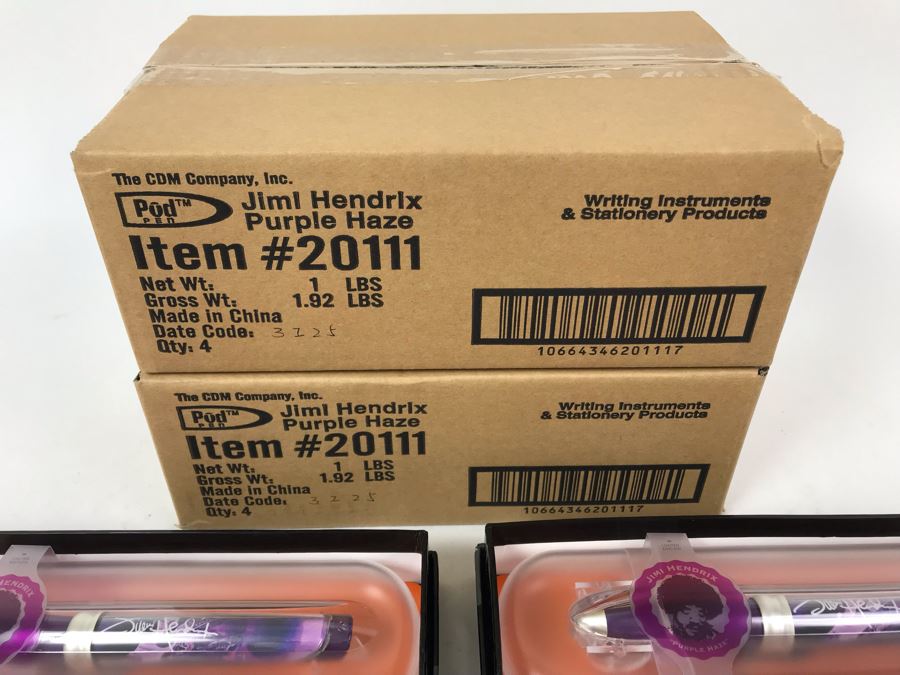 The CDM Company, Inc.
Pōd™
PEN
Jimi Hendrix
Purple Haze
Writing Instruments
& Stationery Products
Item #20111
Net Wt: 1 LBS
Gross Wt: 1.92 LBS
Made in China
Date Code: 3225
Qty: 4
10664346201117
The CDM Company, Inc.
Pōd™
PEN
Jimi Hendrix
Purple Haze
Writing Instruments
& Stationery Products
Item #20111
Net Wt: 1 LBS
Gross Wt: 1.92 LBS
Made in China
Date Code: 3225
Qty: 4
10664346201117
HENDRIX
JIMI HENDRIX
PURPLE HAZE